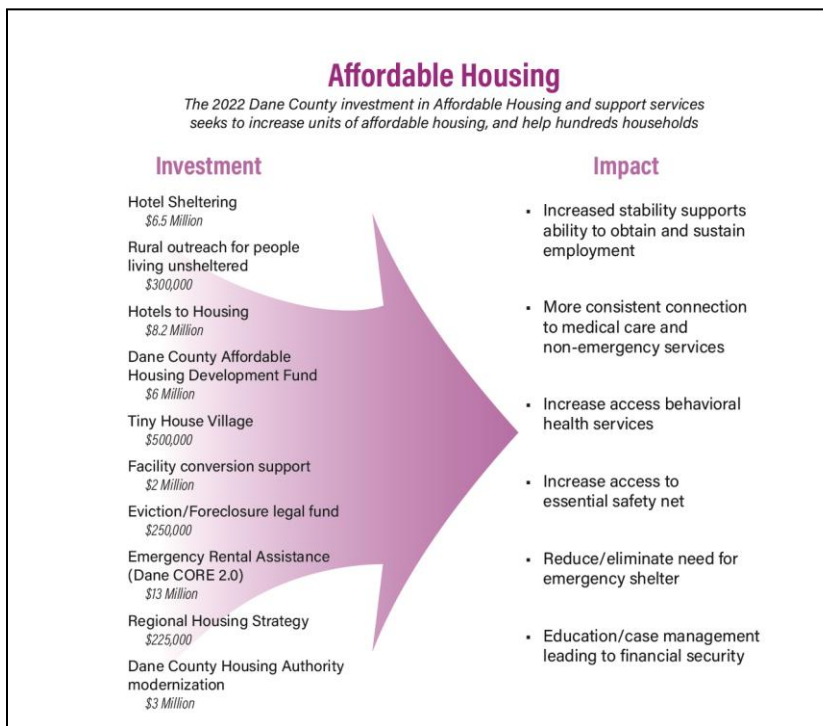 Affordable Housing
The 2022 Dane County investment in Affordable Housing and support services
seeks to increase units of affordable housing, and help hundreds households
Investment
Hotel Sheltering
$6.5 Million
Rural outreach for people
living unsheltered
$300,000
Hotels to Housing
$8.2 Million
Dane County Affordable
Housing Development Fund
$6 Million
Tiny House Village
$500,000
Facility conversion support
$2 Million
Eviction/Foreclosure legal fund
$250,000
Emergency Rental Assistance
(Dane CORE 2.0)
$13 Million
Regional Housing Strategy
$225,000
Dane County Housing Authority
modernization
$3 Million
Impact
▪ Increased stability supports
ability to obtain and sustain
employment
▪ More consistent connection
to medical care and
non-emergency services
▪ Increase access behavioral
health services
▪ Increase access to
essential safety net
▪ Reduce/eliminate need for
emergency shelter
▪ Education/case management
leading to financial security